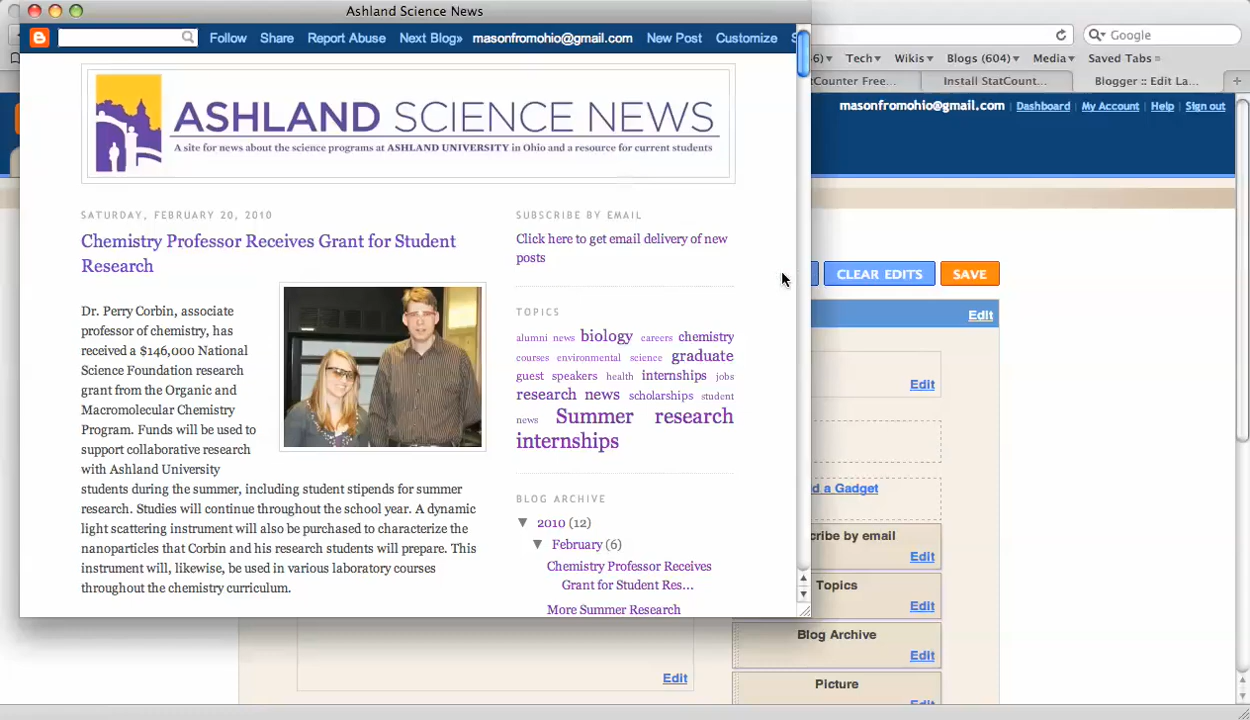 Ashland Science News
Follow Share Report Abuse Next Blog» masonfromohio@gmail.com New Post Customize
ASHLAND SCIENCE NEWS
A site for news about the science programs at ASHLAND UNIVERSITY in Ohio and a resource for current students
SATURDAY, FEBRUARY 20, 2010
Chemistry Professor Receives Grant for Student
Research
Dr. Perry Corbin, associate
professor of chemistry, has
received a $146,000 National
Science Foundation research
grant from the Organic and
Macromolecular Chemistry
Program. Funds will be used to
support collaborative research
with Ashland University
students during the summer, including student stipends for summer
research. Studies will continue throughout the school year. A dynamic
light scattering instrument will also be purchased to characterize the
nanoparticles that Corbin and his research students will prepare. This
instrument will, likewise, be used in various laboratory courses
throughout the chemistry curriculum.
SUBSCRIBE BY EMAIL
Click here to get email delivery of new
posts
TOPICS
alumni news biology careers chemistry
courses environmental science graduate
guest speakers health internships jobs
research news scholarships student
news Summer research
internships
BLOG ARCHIVE
▼ 2010 (12)
▼ February (6)
Chemistry Professor Receives
Grant for Student Res...
More Summer Research
Google
Tech▾ Wikis▾ Blogs (604)▾ Media▾ Saved Tabs
tCounter Free... Install StatCount... Blogger :: Edit La...
masonfromohio@gmail.com Dashboard My Account Help Sign out
CLEAR EDITS SAVE
Edit
Edit
d a Gadget
cribe by email
Edit
Topics
Edit
Blog Archive
Edit
Picture
Edit
Edit